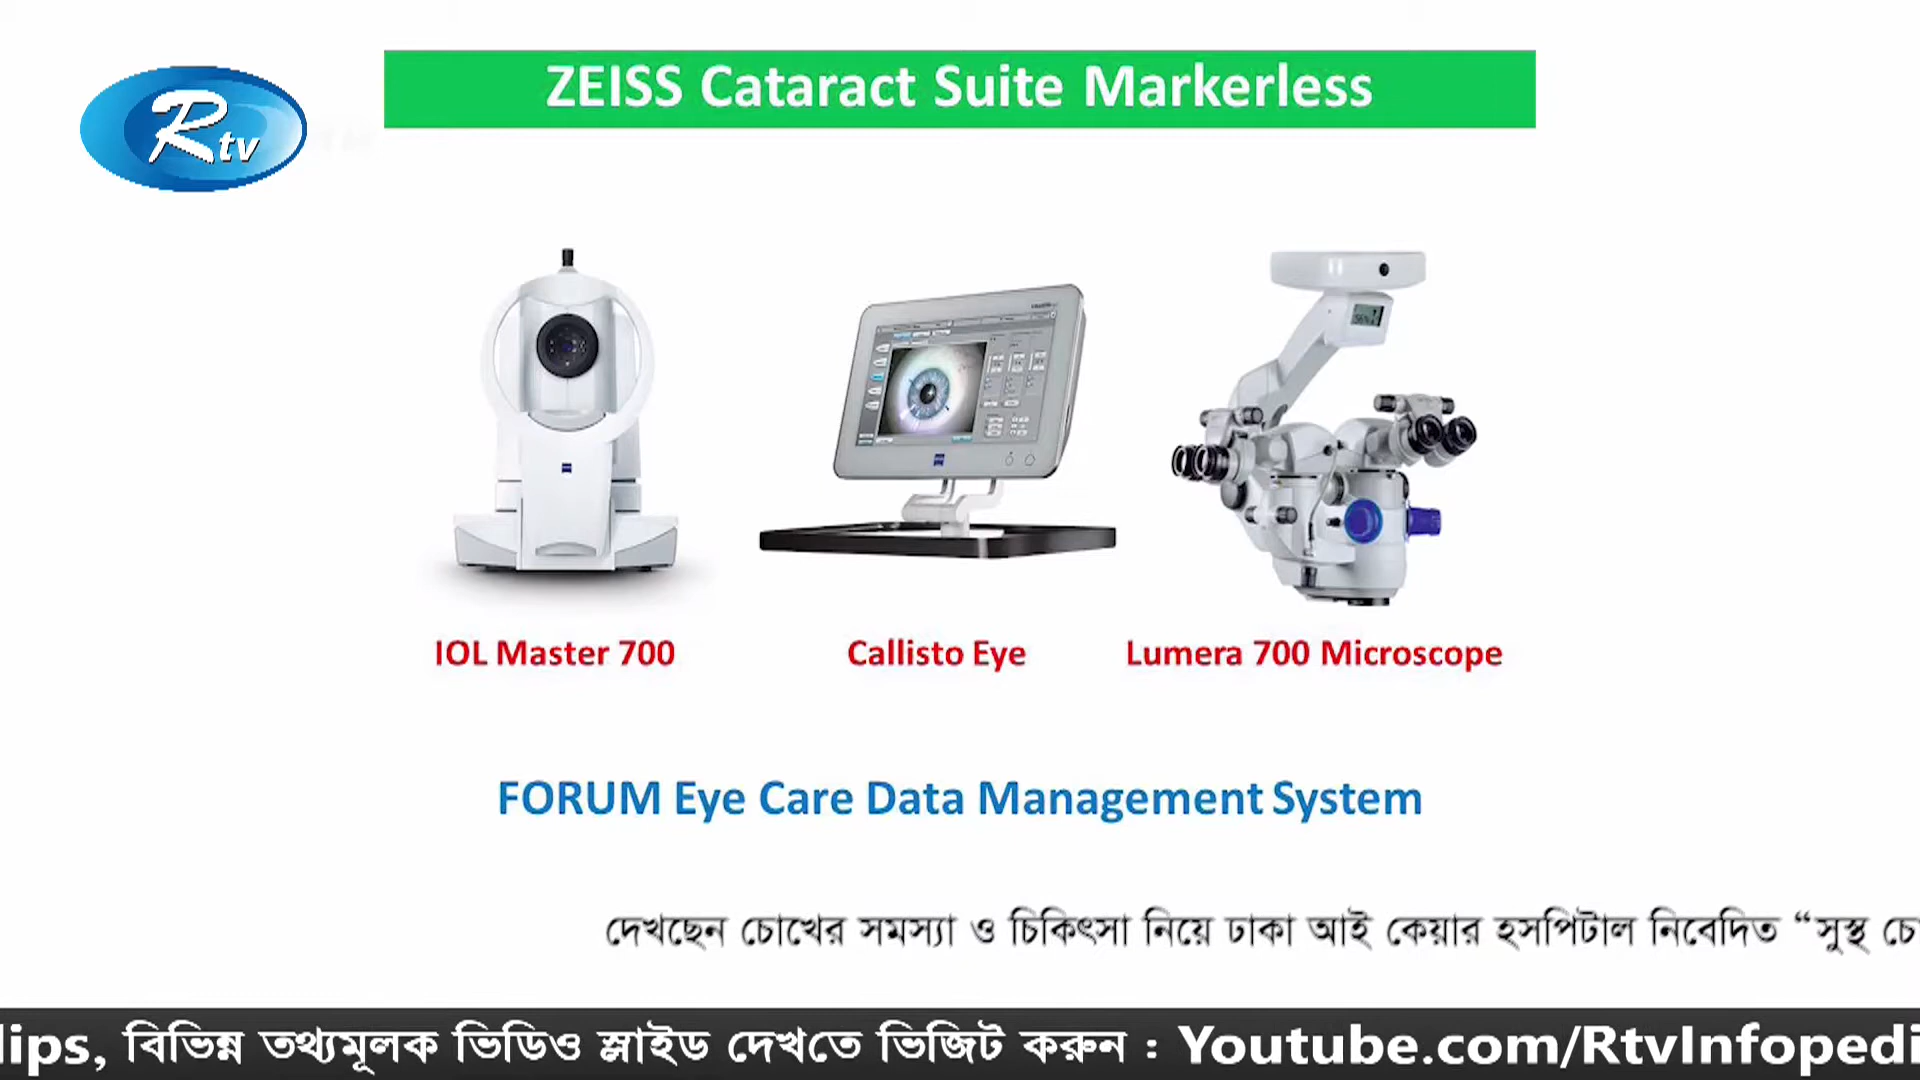 ZEISS Cataract Suite Markerless
Rtv
IOL Master 700
Callisto Eye
Lumera 700 Microscope
FORUM Eye Care Data Management System
দেখছেন চোখের সমস্যা ও চিকিৎসা নিয়ে ঢাকা আই কেয়ার হসপিটাল নিবেদিত “সুস্থ চো
lips, বিভিন্ন তথ্যমূলক ভিডিও স্লাইড দেখতে ভিজিট করুন : Youtube.com/RtvInfopedi